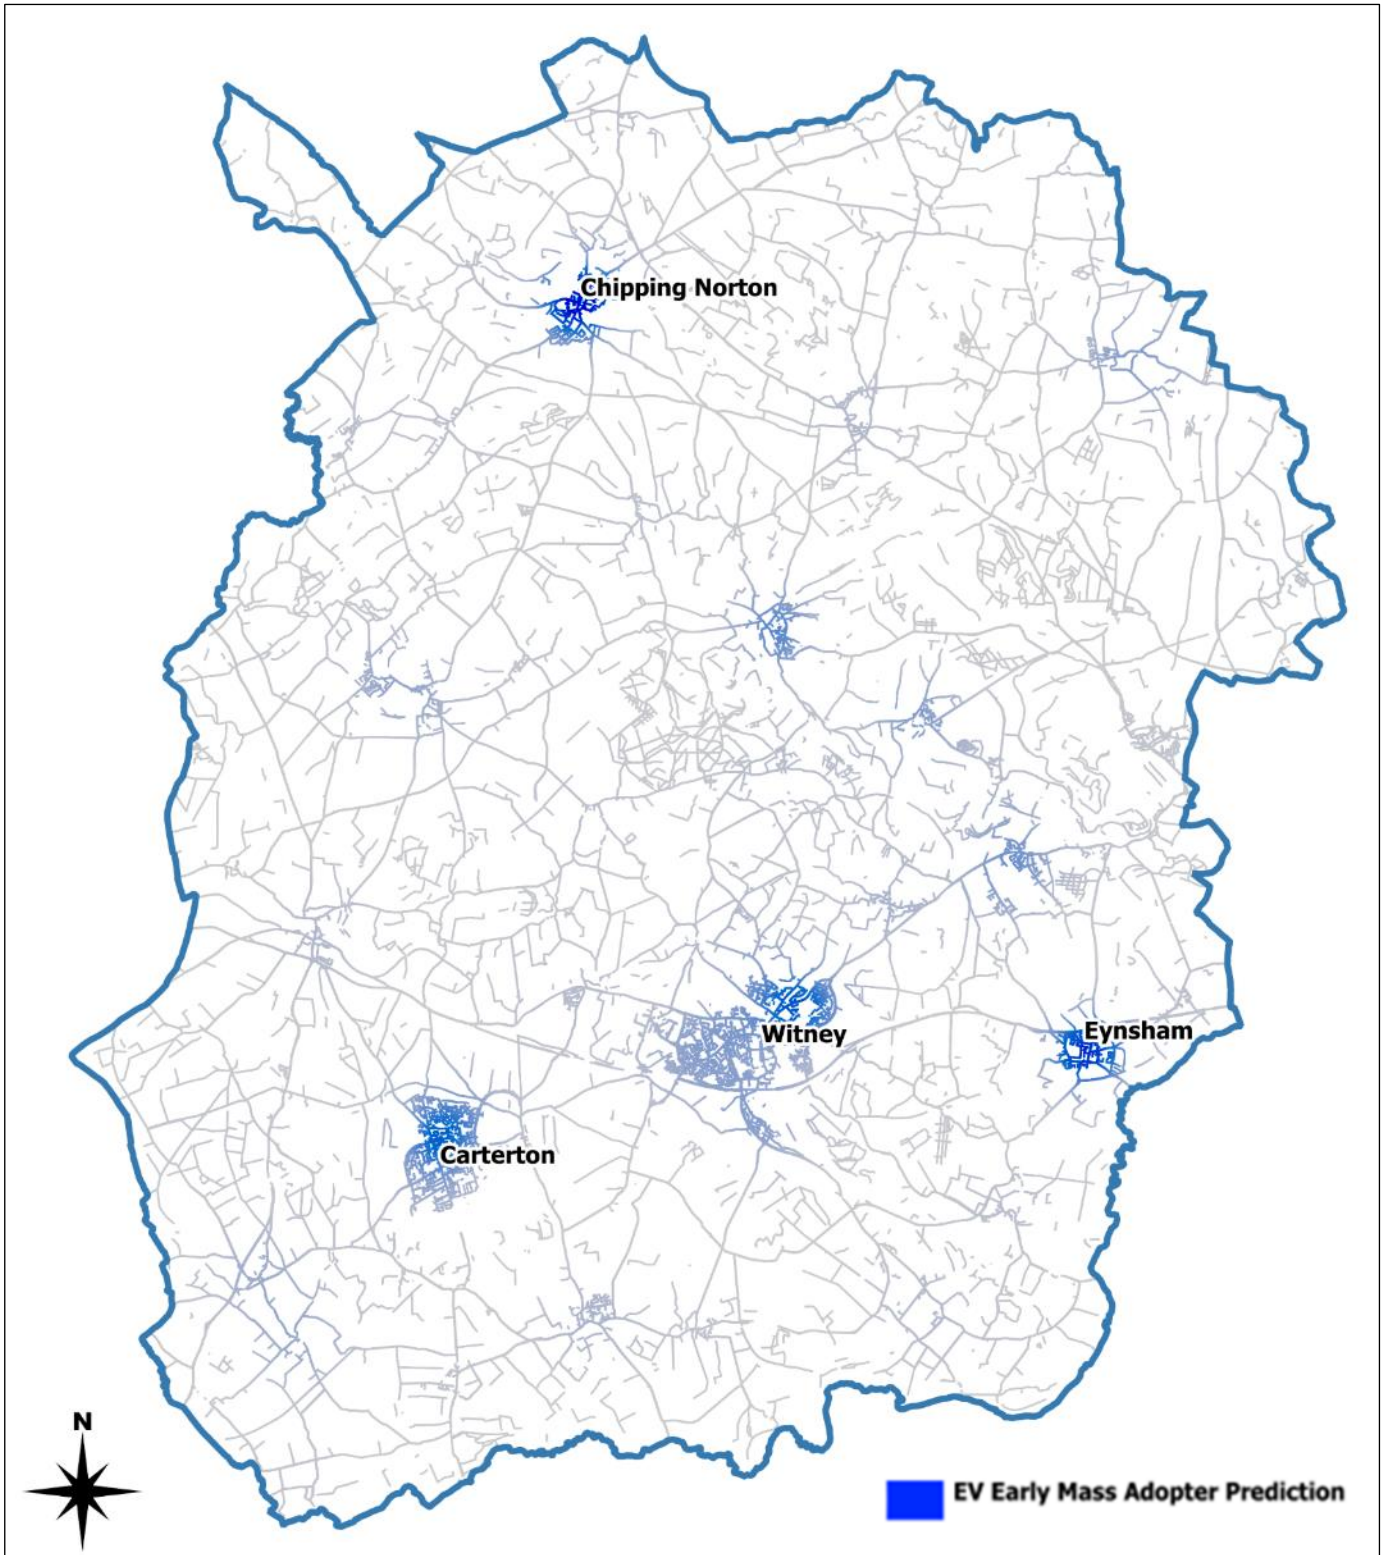 Chipping Norton
Witney
Eynsham
Carterton
N
EV Early Mass Adopter Prediction